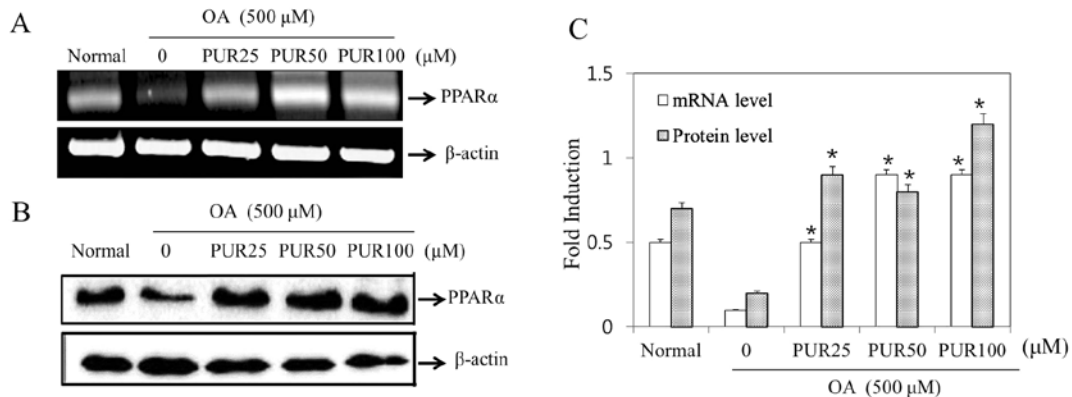 A
OA (500 μM)
Normal 0 PUR25 PUR50 PUR100 (μM)
PPARα
β-actin
B
OA (500 μM)
Normal 0 PUR25 PUR50 PUR100 (μM)
PPARα
β-actin
C
1.5
1
0.5
0
Fold Induction
mRNA level
Protein level
* * * * * *
Normal 0 PUR25 PUR50 PUR100 (μM)
OA (500 μM)